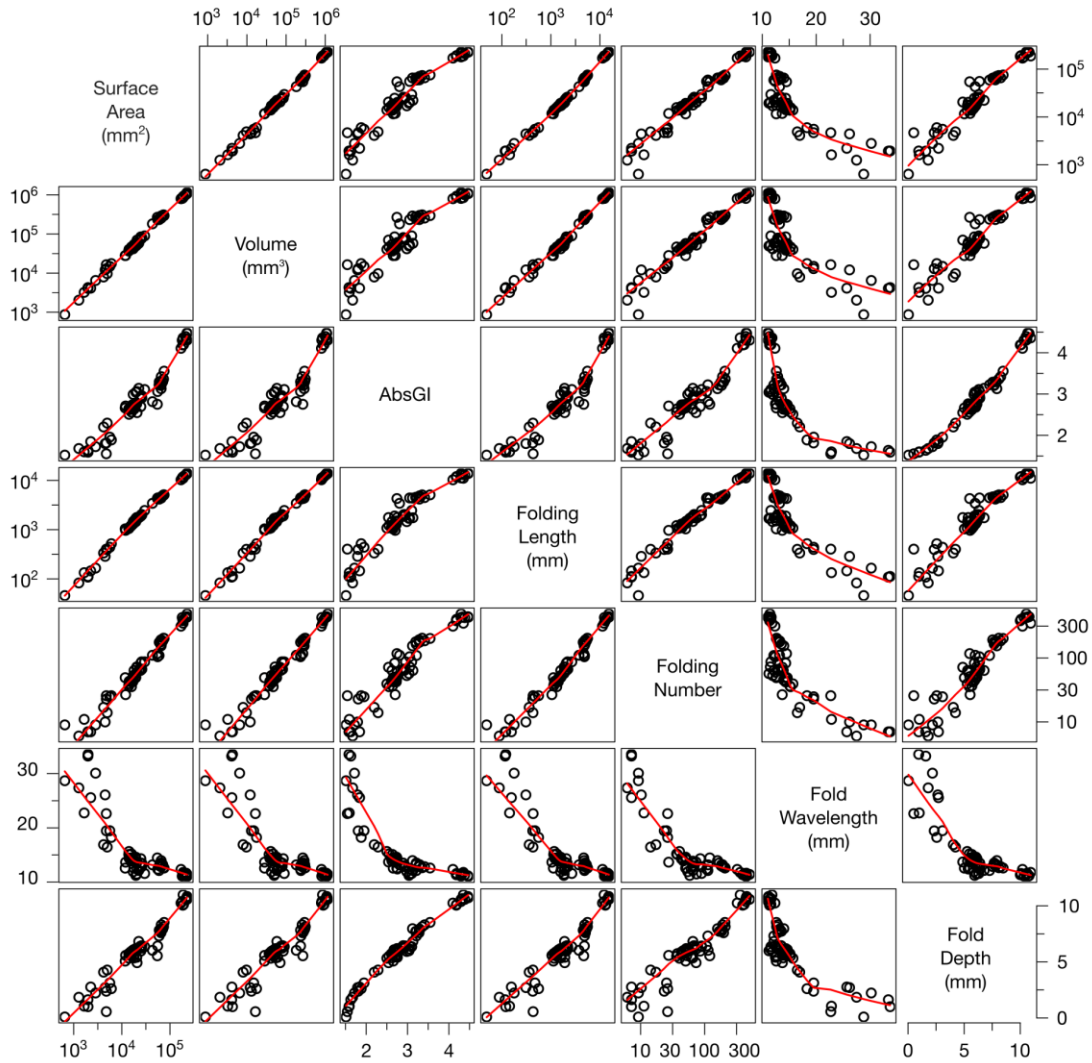 10³ 10⁴ 10⁵ 10⁶
10² 10³ 10⁴
10 20 30
Surface
Area
(mm²)
10⁵
10⁴
10³
10⁶
10⁵
10⁴
10³
Volume
(mm³)
AbsGI
4
3
2
10⁴
10³
10²
Folding
Length
(mm)
Folding
Number
300
100
30
10
30
20
10
Fold
Wavelength
(mm)
Fold
Depth
(mm)
10
5
0
10³ 10⁴ 10⁵
2 3 4
10 30 100 300
0 5 10